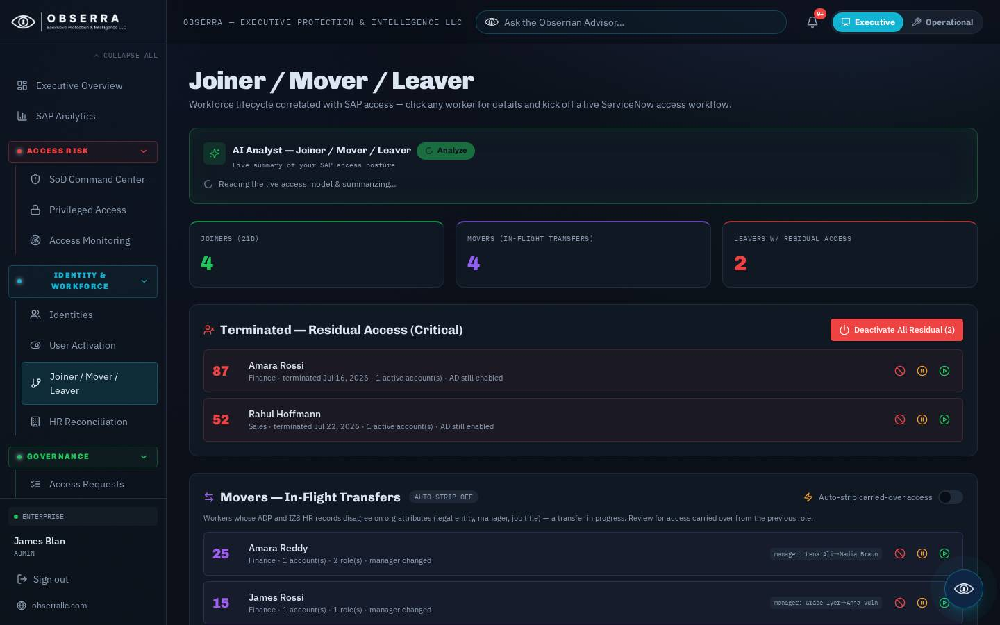 OBSERRA
Executive Protection & Intelligence LLC
OBSERRA — EXECUTIVE PROTECTION & INTELLIGENCE LLC
Ask the Obserrian Advisor...
9+
Executive
Operational
COLLAPSE ALL
Executive Overview
SAP Analytics
ACCESS RISK
SoD Command Center
Privileged Access
Access Monitoring
IDENTITY &
WORKFORCE
Identities
User Activation
Joiner / Mover /
Leaver
HR Reconciliation
GOVERNANCE
Access Requests
ENTERPRISE
James Blan
ADMIN
Sign out
obserrallc.com
Joiner / Mover / Leaver
Workforce lifecycle correlated with SAP access — click any worker for details and kick off a live ServiceNow access workflow.
AI Analyst — Joiner / Mover / Leaver
Analyze
Live summary of your SAP access posture
Reading the live access model & summarizing...
JOINERS (21D)
4
MOVERS (IN-FLIGHT TRANSFERS)
4
LEAVERS W/ RESIDUAL ACCESS
2
Terminated — Residual Access (Critical)
Deactivate All Residual (2)
87
Amara Rossi
Finance · terminated Jul 16, 2026 · 1 active account(s) · AD still enabled
52
Rahul Hoffmann
Sales · terminated Jul 22, 2026 · 1 active account(s) · AD still enabled
Movers — In-Flight Transfers
AUTO-STRIP OFF
Auto-strip carried-over access
Workers whose ADP and IZ8 HR records disagree on org attributes (legal entity, manager, job title) — a transfer in progress. Review for access carried over from the previous role.
25
Amara Reddy
Finance · 1 account(s) · 2 role(s) · manager changed
manager: Lena Ali→Nadia Braun
15
James Rossi
Finance · 1 account(s) · 1 role(s) · manager changed
manager: Grace Iyer→Anja Vuln